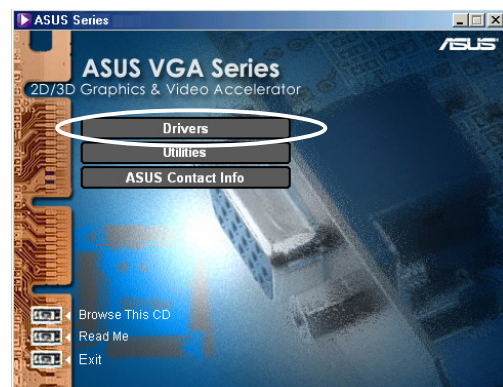 ASUS Series
ASUS
ASUS VGA Series
2D/3D Graphics & Video Accelerator
Drivers
Utilities
ASUS Contact Info
Browse This CD
Read Me
Exit